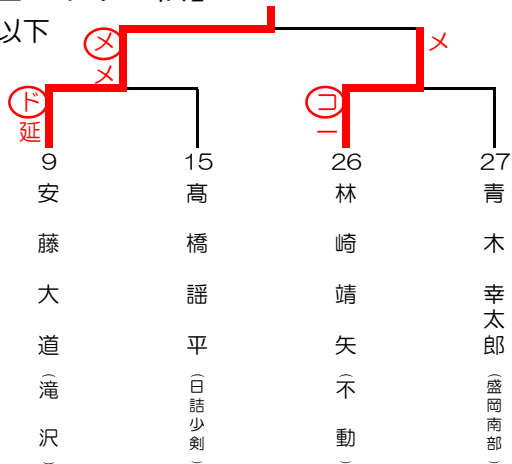 以下
メ
メ
メ
ド
延
コ
一
9
15
26
27
安藤大道(滝沢)
髙橋謡平(日詰少剣)
林崎靖矢(不動)
青木幸太郎(盛岡南部)